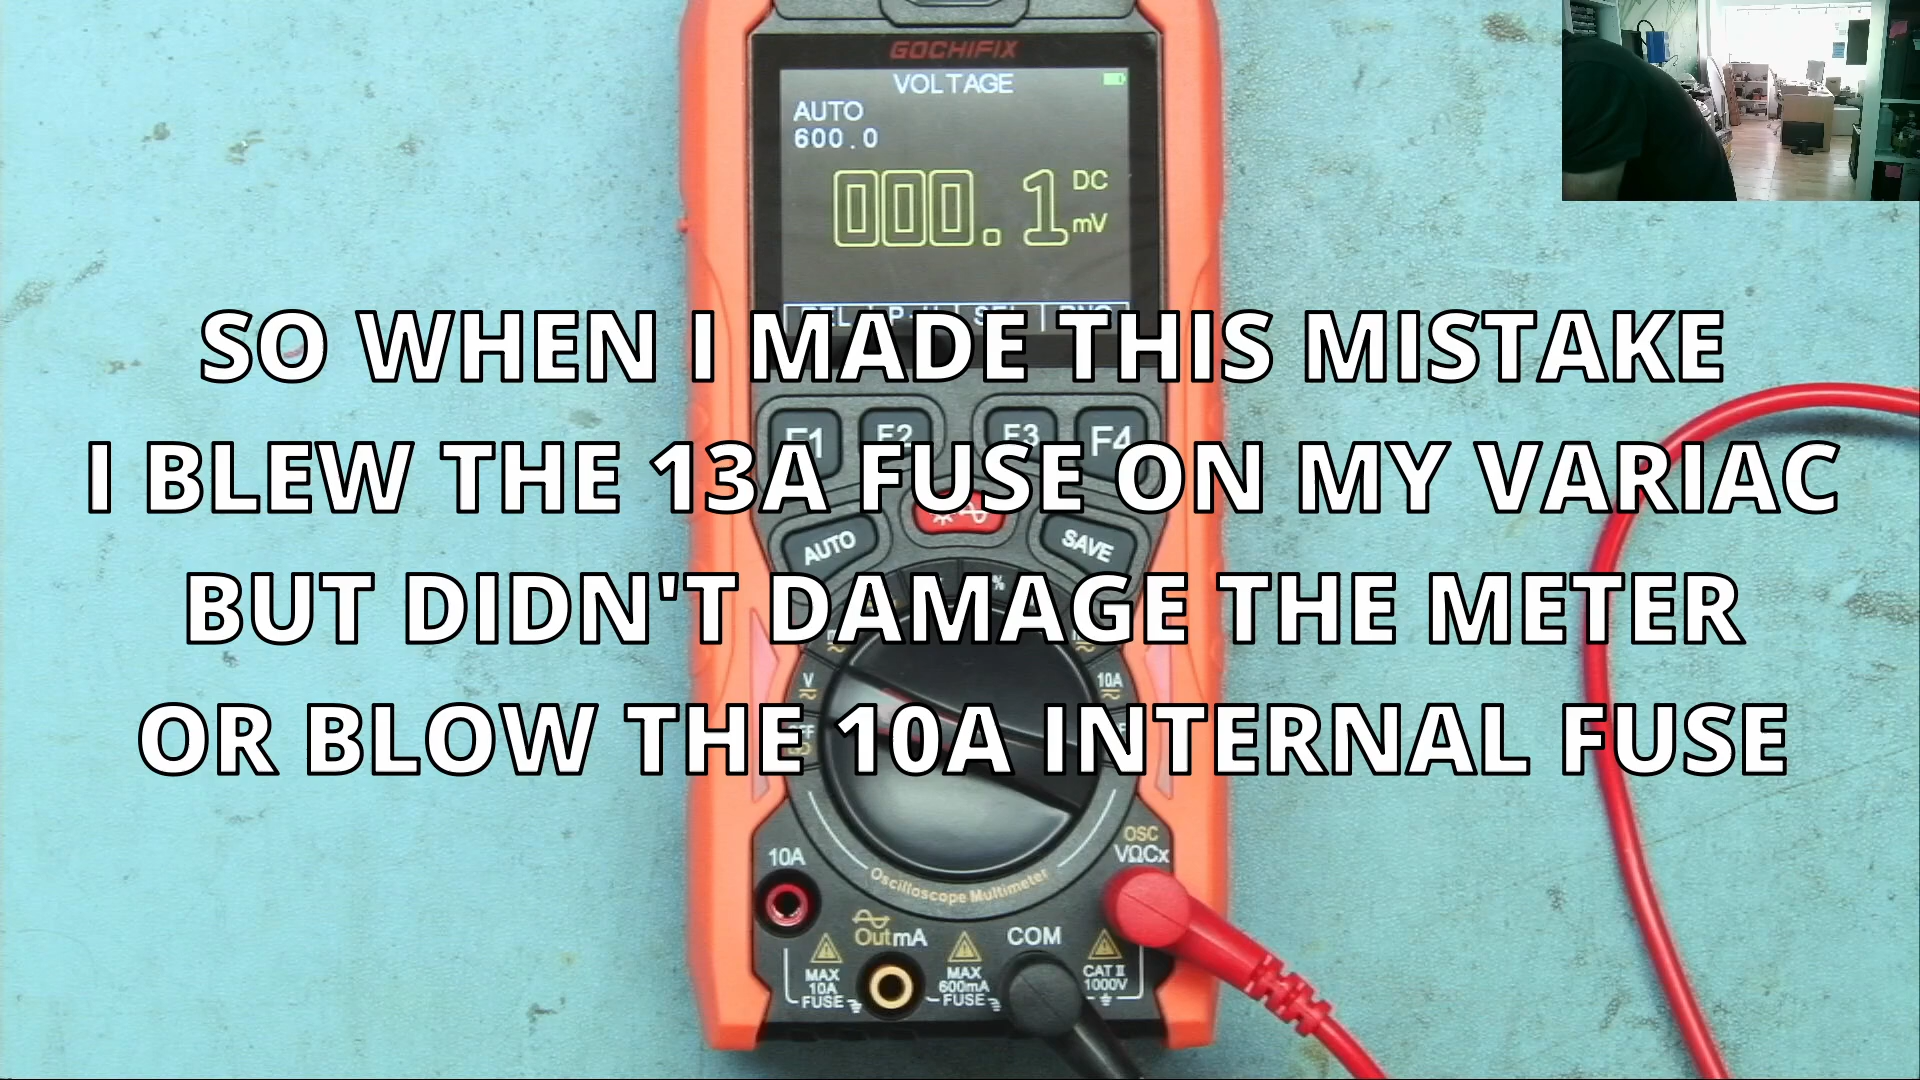 GOCHIFIX
VOLTAGE
AUTO
600.0
000.1 DC
mV
SO WHEN I MADE THIS MISTAKE
F1 F2 F3 F4
I BLEW THE 13A FUSE ON MY VARIAC
AUTO SAVE
%
BUT DIDN'T DAMAGE THE METER
V 10A
OR BLOW THE 10A INTERNAL FUSE
Oscilloscope Multimeter
OSC
VΩCx
10A
Out mA
COM
MAX
10A
FUSE
MAX
600mA
FUSE
CAT II
1000V